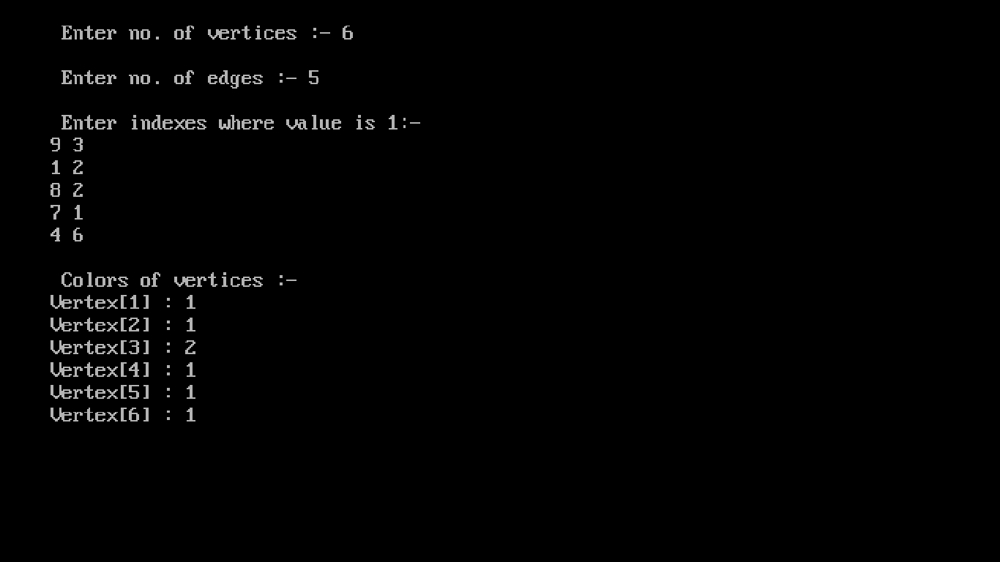 Enter no. of vertices :- 6
Enter no. of edges :- 5
Enter indexes where value is 1:-
9 3
1 2
8 2
7 1
4 6
Colors of vertices :-
Vertex[1] : 1
Vertex[2] : 1
Vertex[3] : 2
Vertex[4] : 1
Vertex[5] : 1
Vertex[6] : 1